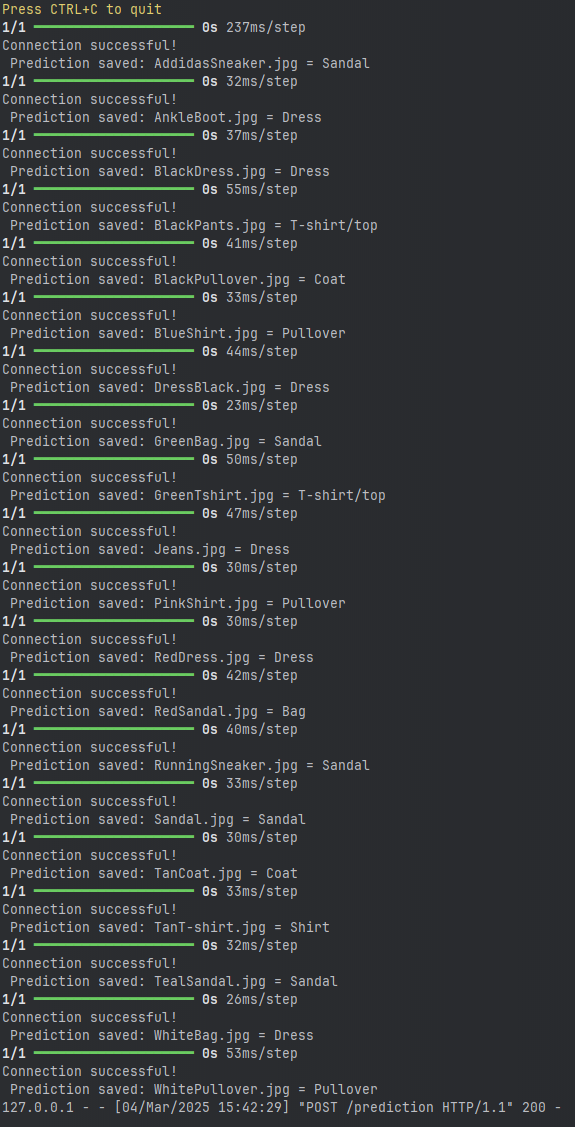 Press CTRL+C to quit
1/1 ━━━━━━━━━━━━━━━━━━━━ 0s 237ms/step
Connection successful!
 Prediction saved: AddidasSneaker.jpg = Sandal
1/1 ━━━━━━━━━━━━━━━━━━━━ 0s 32ms/step
Connection successful!
 Prediction saved: AnkleBoot.jpg = Dress
1/1 ━━━━━━━━━━━━━━━━━━━━ 0s 37ms/step
Connection successful!
 Prediction saved: BlackDress.jpg = Dress
1/1 ━━━━━━━━━━━━━━━━━━━━ 0s 55ms/step
Connection successful!
 Prediction saved: BlackPants.jpg = T-shirt/top
1/1 ━━━━━━━━━━━━━━━━━━━━ 0s 41ms/step
Connection successful!
 Prediction saved: BlackPullover.jpg = Coat
1/1 ━━━━━━━━━━━━━━━━━━━━ 0s 33ms/step
Connection successful!
 Prediction saved: BlueShirt.jpg = Pullover
1/1 ━━━━━━━━━━━━━━━━━━━━ 0s 44ms/step
Connection successful!
 Prediction saved: DressBlack.jpg = Dress
1/1 ━━━━━━━━━━━━━━━━━━━━ 0s 23ms/step
Connection successful!
 Prediction saved: GreenBag.jpg = Sandal
1/1 ━━━━━━━━━━━━━━━━━━━━ 0s 50ms/step
Connection successful!
 Prediction saved: GreenTshirt.jpg = T-shirt/top
1/1 ━━━━━━━━━━━━━━━━━━━━ 0s 47ms/step
Connection successful!
 Prediction saved: Jeans.jpg = Dress
1/1 ━━━━━━━━━━━━━━━━━━━━ 0s 30ms/step
Connection successful!
 Prediction saved: PinkShirt.jpg = Pullover
1/1 ━━━━━━━━━━━━━━━━━━━━ 0s 30ms/step
Connection successful!
 Prediction saved: RedDress.jpg = Dress
1/1 ━━━━━━━━━━━━━━━━━━━━ 0s 42ms/step
Connection successful!
 Prediction saved: RedSandal.jpg = Bag
1/1 ━━━━━━━━━━━━━━━━━━━━ 0s 40ms/step
Connection successful!
 Prediction saved: RunningSneaker.jpg = Sandal
1/1 ━━━━━━━━━━━━━━━━━━━━ 0s 33ms/step
Connection successful!
 Prediction saved: Sandal.jpg = Sandal
1/1 ━━━━━━━━━━━━━━━━━━━━ 0s 30ms/step
Connection successful!
 Prediction saved: TanCoat.jpg = Coat
1/1 ━━━━━━━━━━━━━━━━━━━━ 0s 33ms/step
Connection successful!
 Prediction saved: TanT-shirt.jpg = Shirt
1/1 ━━━━━━━━━━━━━━━━━━━━ 0s 32ms/step
Connection successful!
 Prediction saved: TealSandal.jpg = Sandal
1/1 ━━━━━━━━━━━━━━━━━━━━ 0s 26ms/step
Connection successful!
 Prediction saved: WhiteBag.jpg = Dress
1/1 ━━━━━━━━━━━━━━━━━━━━ 0s 53ms/step
Connection successful!
 Prediction saved: WhitePullover.jpg = Pullover
127.0.0.1 - - [04/Mar/2025 15:42:29] "POST /prediction HTTP/1.1" 200 -